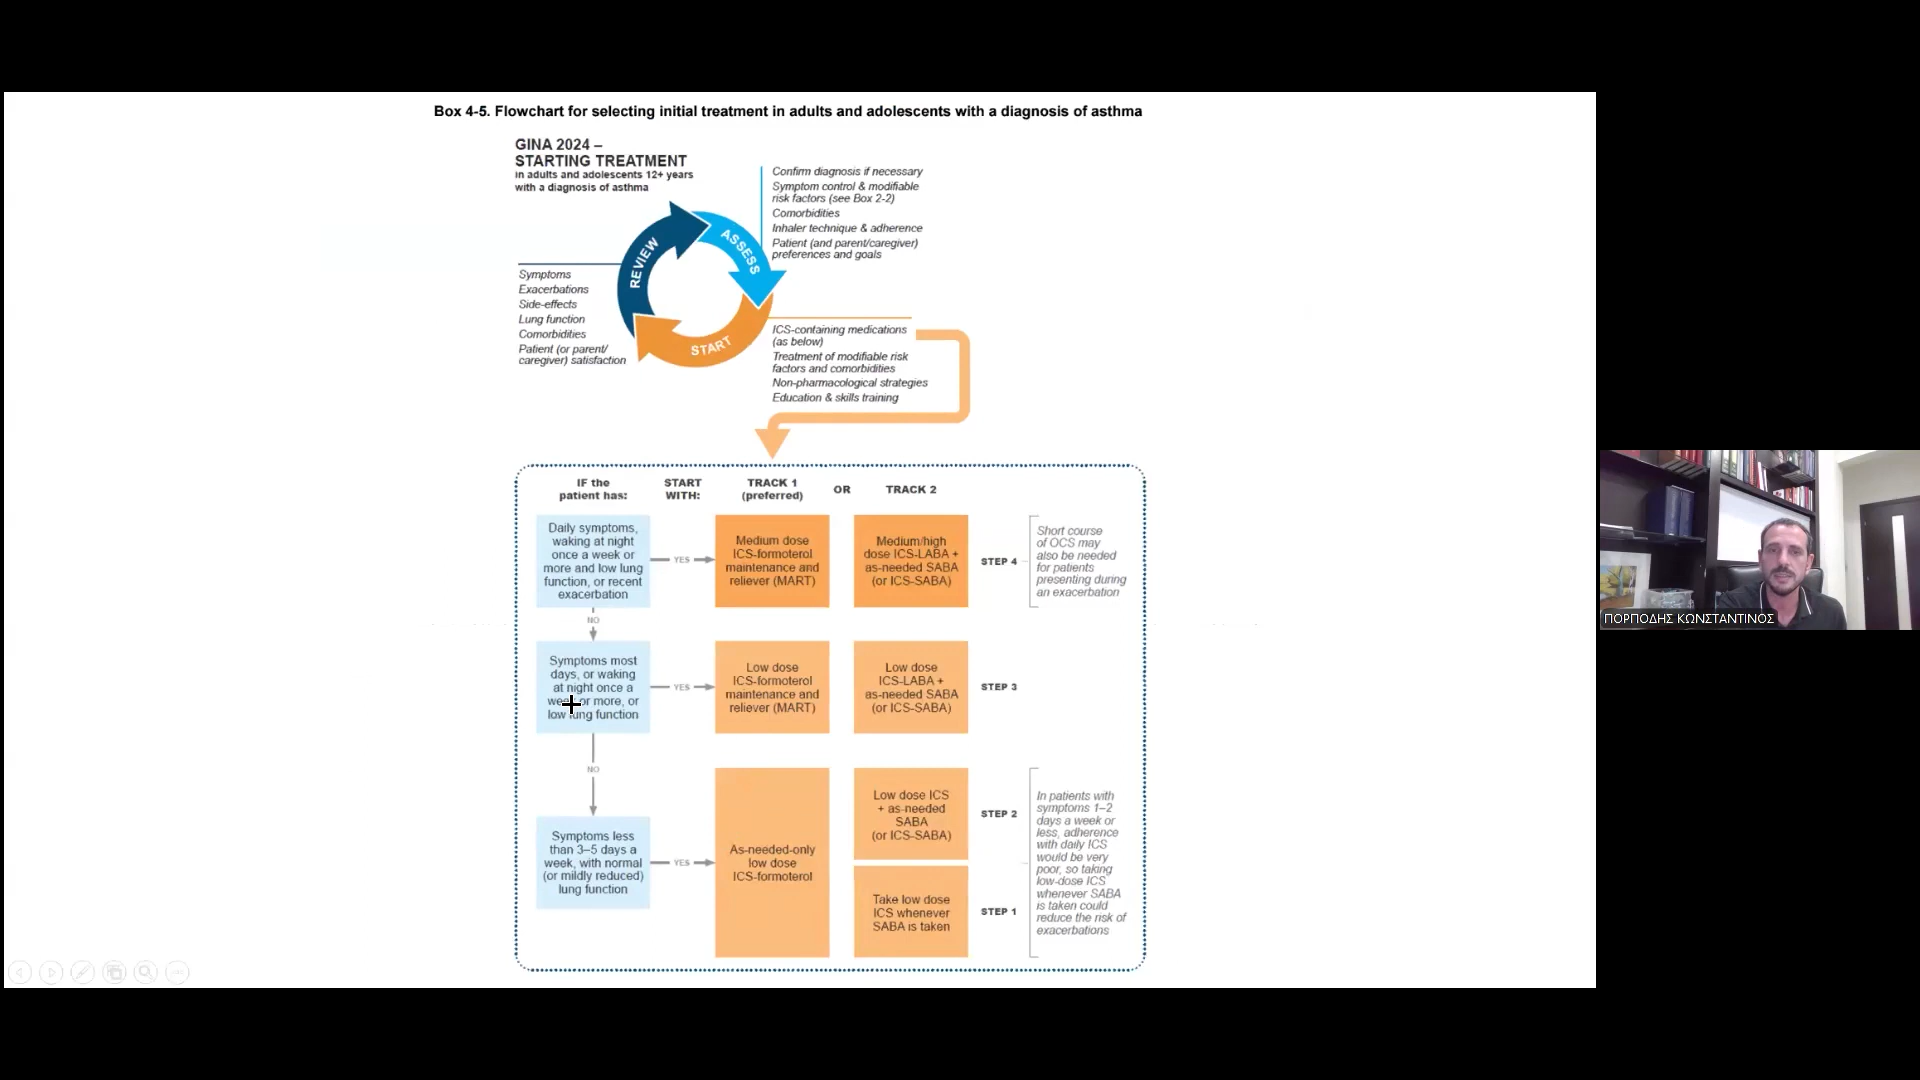 Box 4-5. Flowchart for selecting initial treatment in adults and adolescents with a diagnosis of asthma
GINA 2024 –
STARTING TREATMENT
in adults and adolescents 12+ years
with a diagnosis of asthma
Confirm diagnosis if necessary
Symptom control & modifiable
risk factors (see Box 2-2)
Comorbidities
Inhaler technique & adherence
Patient (and parent/caregiver)
preferences and goals
REVIEW
ASSESS
START
Symptoms
Exacerbations
Side-effects
Lung function
Comorbidities
Patient (or parent/
caregiver) satisfaction
ICS-containing medications
(as below)
Treatment of modifiable risk
factors and comorbidities
Non-pharmacological strategies
Education & skills training
IF the
patient has:
START
WITH:
TRACK 1
(preferred)
OR
TRACK 2
Daily symptoms,
waking at night
once a week or
more and low lung
function, or recent
exacerbation
YES
Medium dose
ICS-formoterol
maintenance and
reliever (MART)
Medium/high
dose ICS-LABA +
as-needed SABA
(or ICS-SABA)
STEP 4
Short course
of OCS may
also be needed
for patients
presenting during
an exacerbation
NO
Symptoms most
days, or waking
at night once a
week or more, or
low lung function
YES
Low dose
ICS-formoterol
maintenance and
reliever (MART)
Low dose
ICS-LABA +
as-needed SABA
(or ICS-SABA)
STEP 3
NO
Symptoms less
than 3–5 days a
week, with normal
(or mildly reduced)
lung function
YES
As-needed-only
low dose
ICS-formoterol
Low dose ICS
+ as-needed
SABA
(or ICS-SABA)
STEP 2
Take low dose
ICS whenever
SABA is taken
STEP 1
In patients with
symptoms 1–2
days a week or
less, adherence
with daily ICS
would be very
poor, so taking
low-dose ICS
whenever SABA
is taken could
reduce the risk of
exacerbations
ΠΟΡΠΟΔΗΣ ΚΩΝΣΤΑΝΤΙΝΟΣ